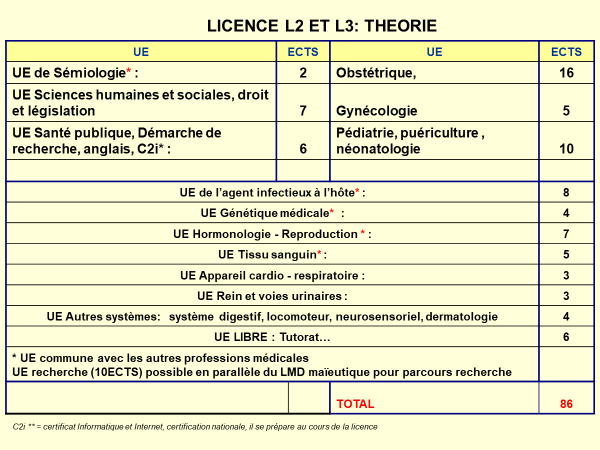 LICENCE L2 ET L3: THEORIE
UE ECTS UE ECTS
UE de Sémiologie* : 2 Obstétrique, 16
UE Sciences humaines et sociales, droit
et législation 7 Gynécologie 5
UE Santé publique, Démarche de
recherche, anglais, C2i* : 6
Pédiatrie, puériculture ,
néonatologie 10
UE de l'agent infectieux à l'hôte* : 8
UE Génétique médicale* : 4
UE Hormonologie - Reproduction * : 7
UE Tissu sanguin* : 5
UE Appareil cardio - respiratoire : 3
UE Rein et voies urinaires : 3
UE Autres systèmes: système digestif, locomoteur, neurosensoriel, dermatologie 4
UE LIBRE : Tutorat… 6
* UE commune avec les autres professions médicales
UE recherche (10ECTS) possible en parallèle du LMD maïeutique pour parcours recherche
TOTAL 86
C2i ** = certificat Informatique et Internet, certification nationale, il se prépare au cours de la licence